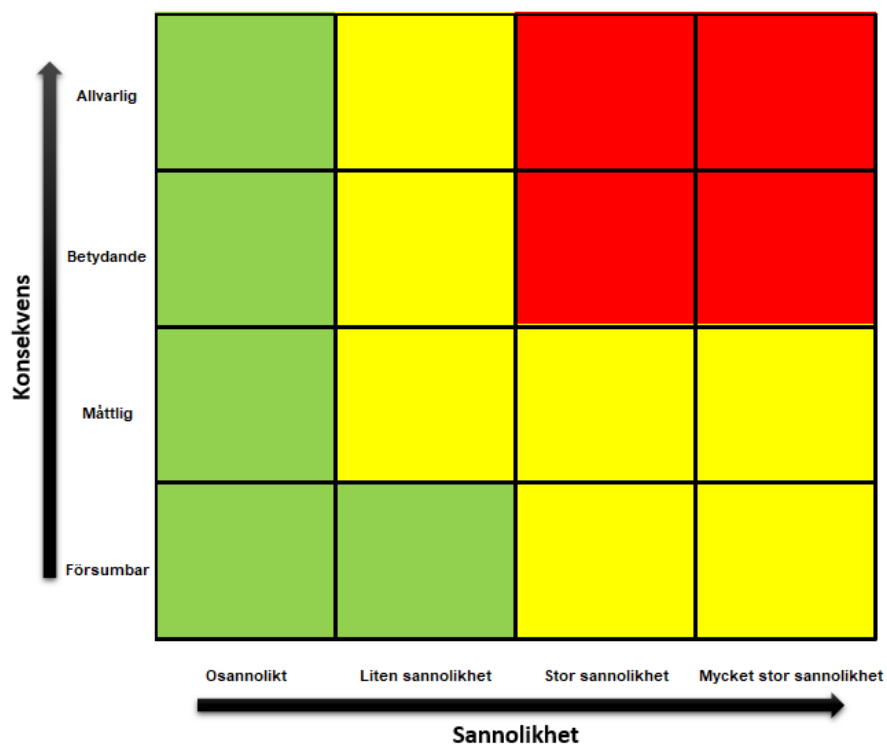 Konsekvens
Allvarlig
Betydande
Måttlig
Försumbar
Osannolikt
Liten sannolikhet
Stor sannolikhet
Mycket stor sannolikhet
Sannolikhet